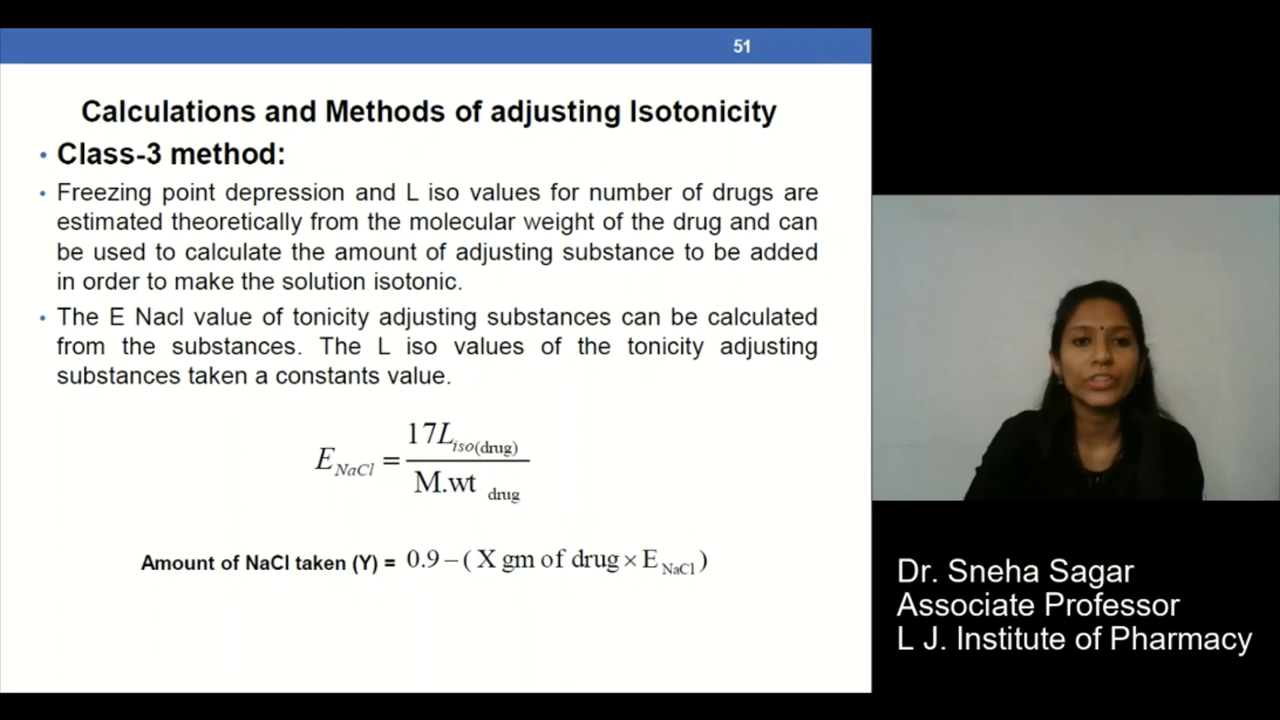 51
Calculations and Methods of adjusting Isotonicity
• Class-3 method:
• Freezing point depression and L iso values for number of drugs are
estimated theoretically from the molecular weight of the drug and can
be used to calculate the amount of adjusting substance to be added
in order to make the solution isotonic.
• The E Nacl value of tonicity adjusting substances can be calculated
from the substances. The L iso values of the tonicity adjusting
substances taken a constants value.
E NaCl = 17L iso(drug) / M.wt drug
Amount of NaCl taken (Y) = 0.9 – ( X gm of drug × E NaCl )
Dr. Sneha Sagar
Associate Professor
L J. Institute of Pharmacy